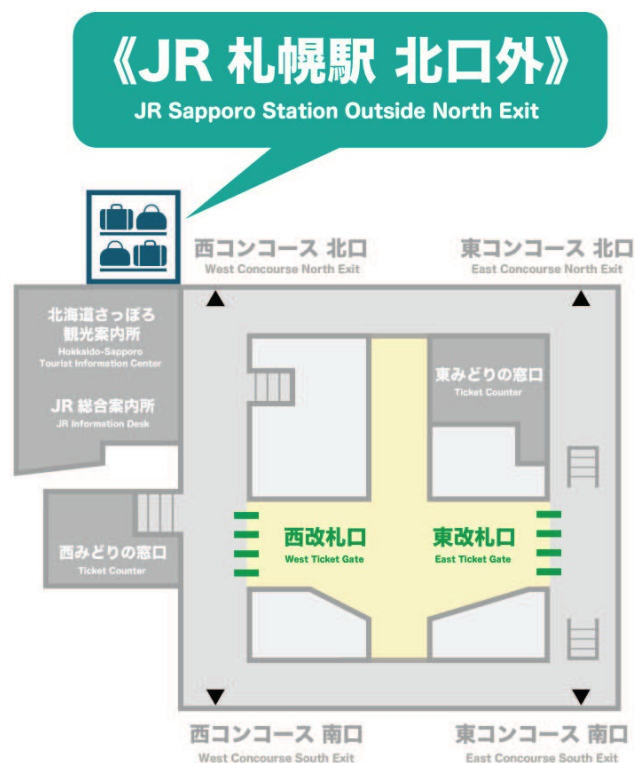 《JR 札幌駅 北口外》
JR Sapporo Station Outside North Exit
西コンコース 北口
West Concourse North Exit
東コンコース 北口
East Concourse North Exit
北海道さっぽろ
観光案内所
Hokkaido-Sapporo
Tourist Information Center
JR 総合案内所
JR Information Desk
東みどりの窓口
Ticket Counter
西みどりの窓口
Ticket Counter
西改札口
West Ticket Gate
東改札口
East Ticket Gate
西コンコース 南口
West Concourse South Exit
東コンコース 南口
East Concourse South Exit